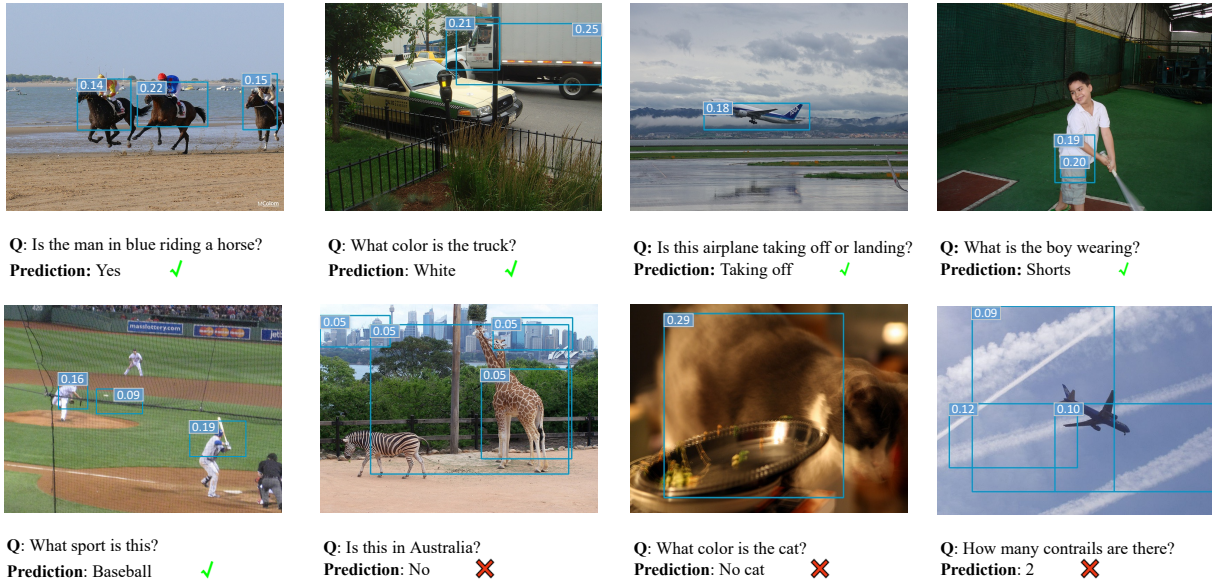 0.14
0.22
0.15
MColom
0.21
0.25
0.18
0.19
0.20
Q: Is the man in blue riding a horse?
Prediction: Yes
Q: What color is the truck?
Prediction: White
Q: Is this airplane taking off or landing?
Prediction: Taking off
Q: What is the boy wearing?
Prediction: Shorts
masslottery.com
0.16
0.09
0.19
0.05
0.05
0.05
0.05
0.29
0.09
0.12
0.10
Q: What sport is this?
Prediction: Baseball
Q: Is this in Australia?
Prediction: No
Q: What color is the cat?
Prediction: No cat
Q: How many contrails are there?
Prediction: 2